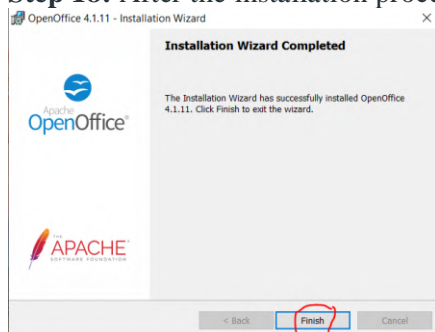 Step 18: After the installation proce
OpenOffice 4.1.11 - Installation Wizard
Installation Wizard Completed
The Installation Wizard has successfully installed OpenOffice
4.1.11. Click Finish to exit the wizard.
Apache
OpenOffice®
THE
APACHE®
SOFTWARE FOUNDATION
< Back
Finish
Cancel